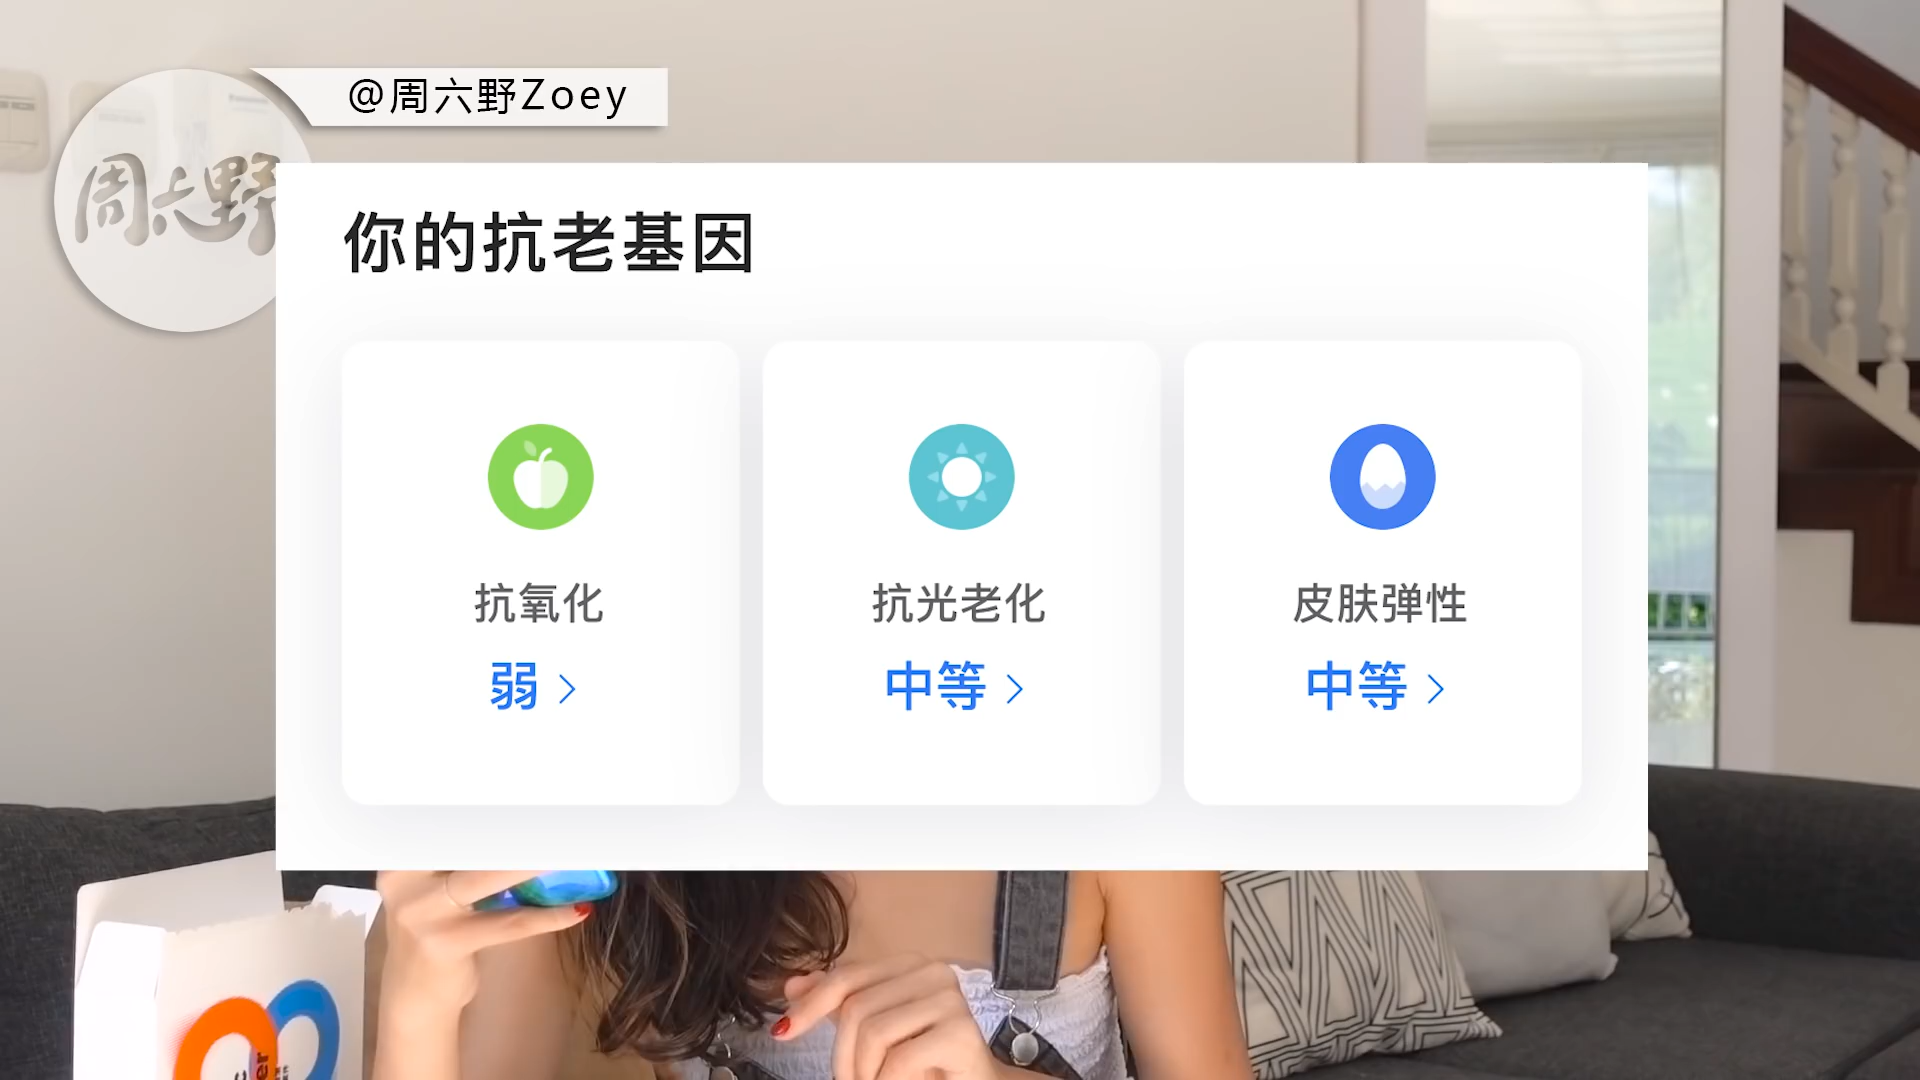 @周六野Zoey
周六野
你的抗老基因
抗氧化
弱 >
抗光老化
中等 >
皮肤弹性
中等 >